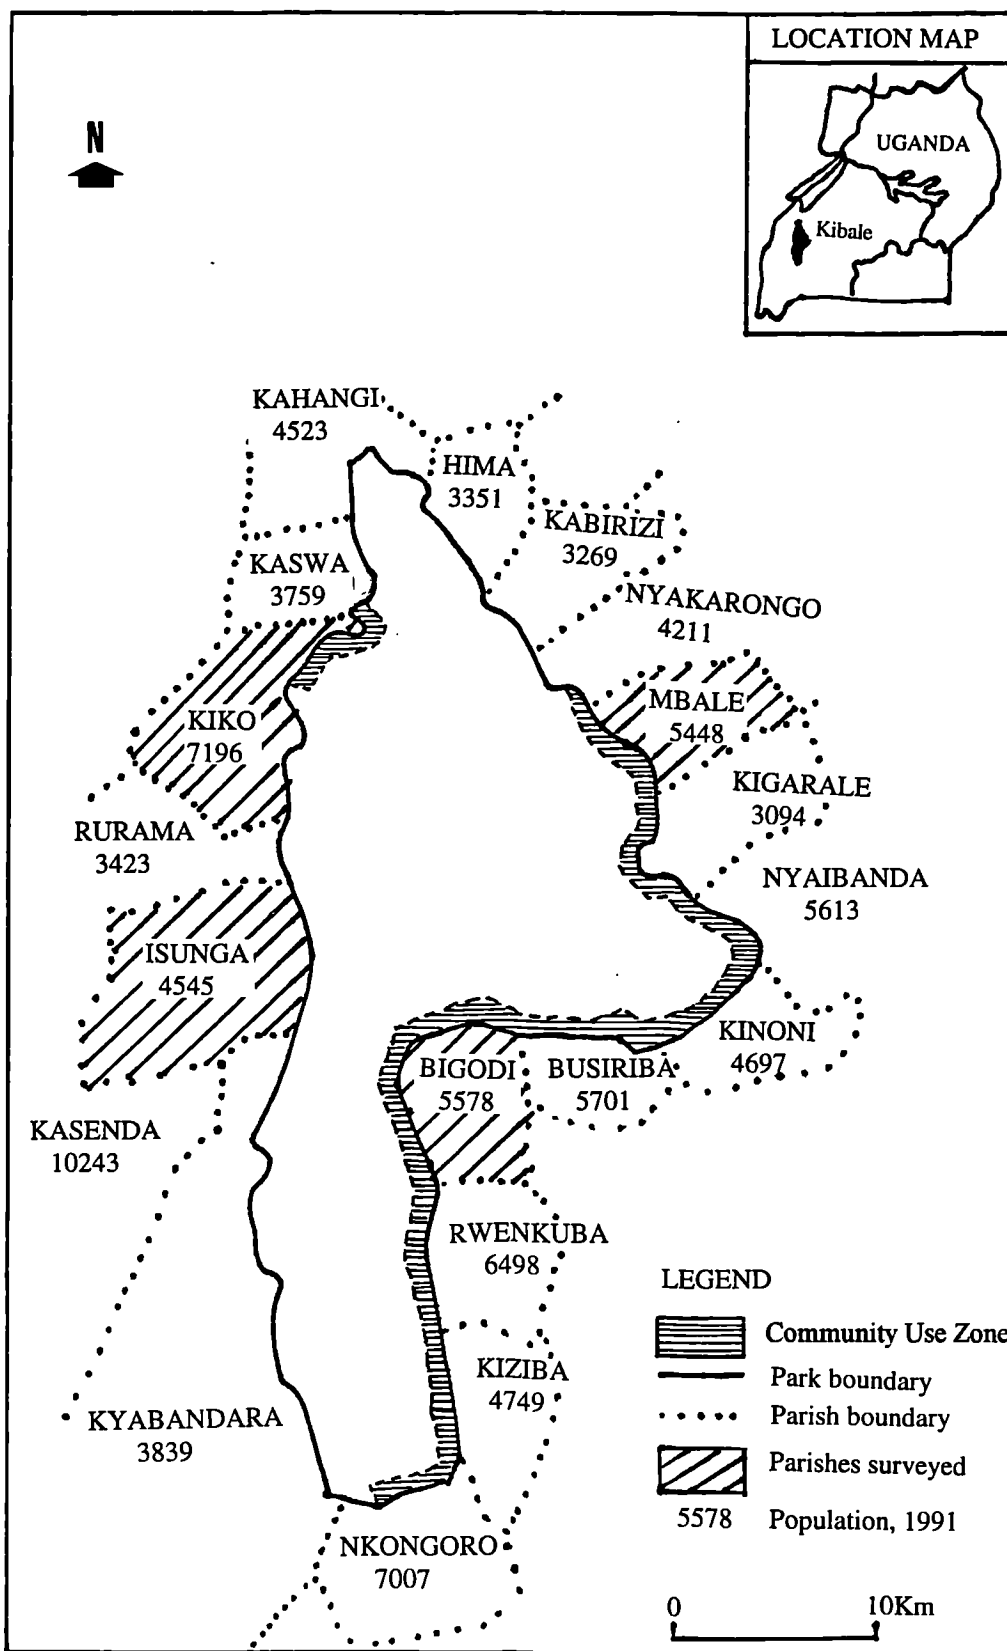 LOCATION MAP
UGANDA
Kibale
N
KAHANGI
4523
HIMA
3351
KABIRIZI
3269
KASWA
3759
NYAKARONGO
4211
MBALE
5448
KIKO
7196
KIGARALE
3094
RURAMA
3423
NYAIBANDA
5613
ISUNGA
4545
KINONI
4697
BIGODI
5578
BUSIRIBA
5701
KASENDA
10243
RWENKUBA
6498
KIZIBA
4749
KYABANDARA
3839
NKONGORO
7007
LEGEND
Community Use Zone
Park boundary
Parish boundary
Parishes surveyed
5578 Population, 1991
0 10Km